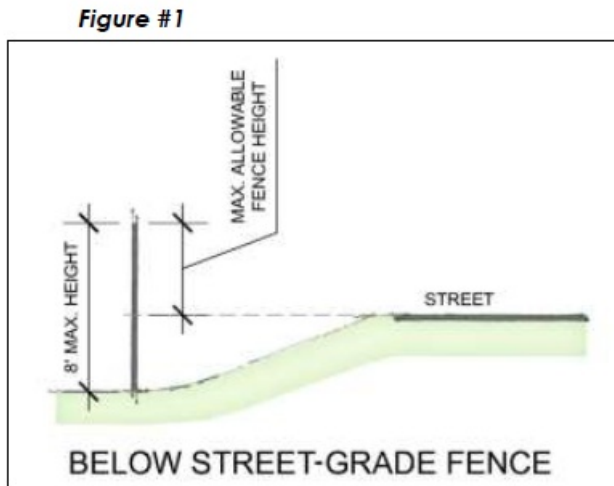 Figure #1
MAX. ALLOWABLE
FENCE HEIGHT
8' MAX. HEIGHT
STREET
BELOW STREET-GRADE FENCE